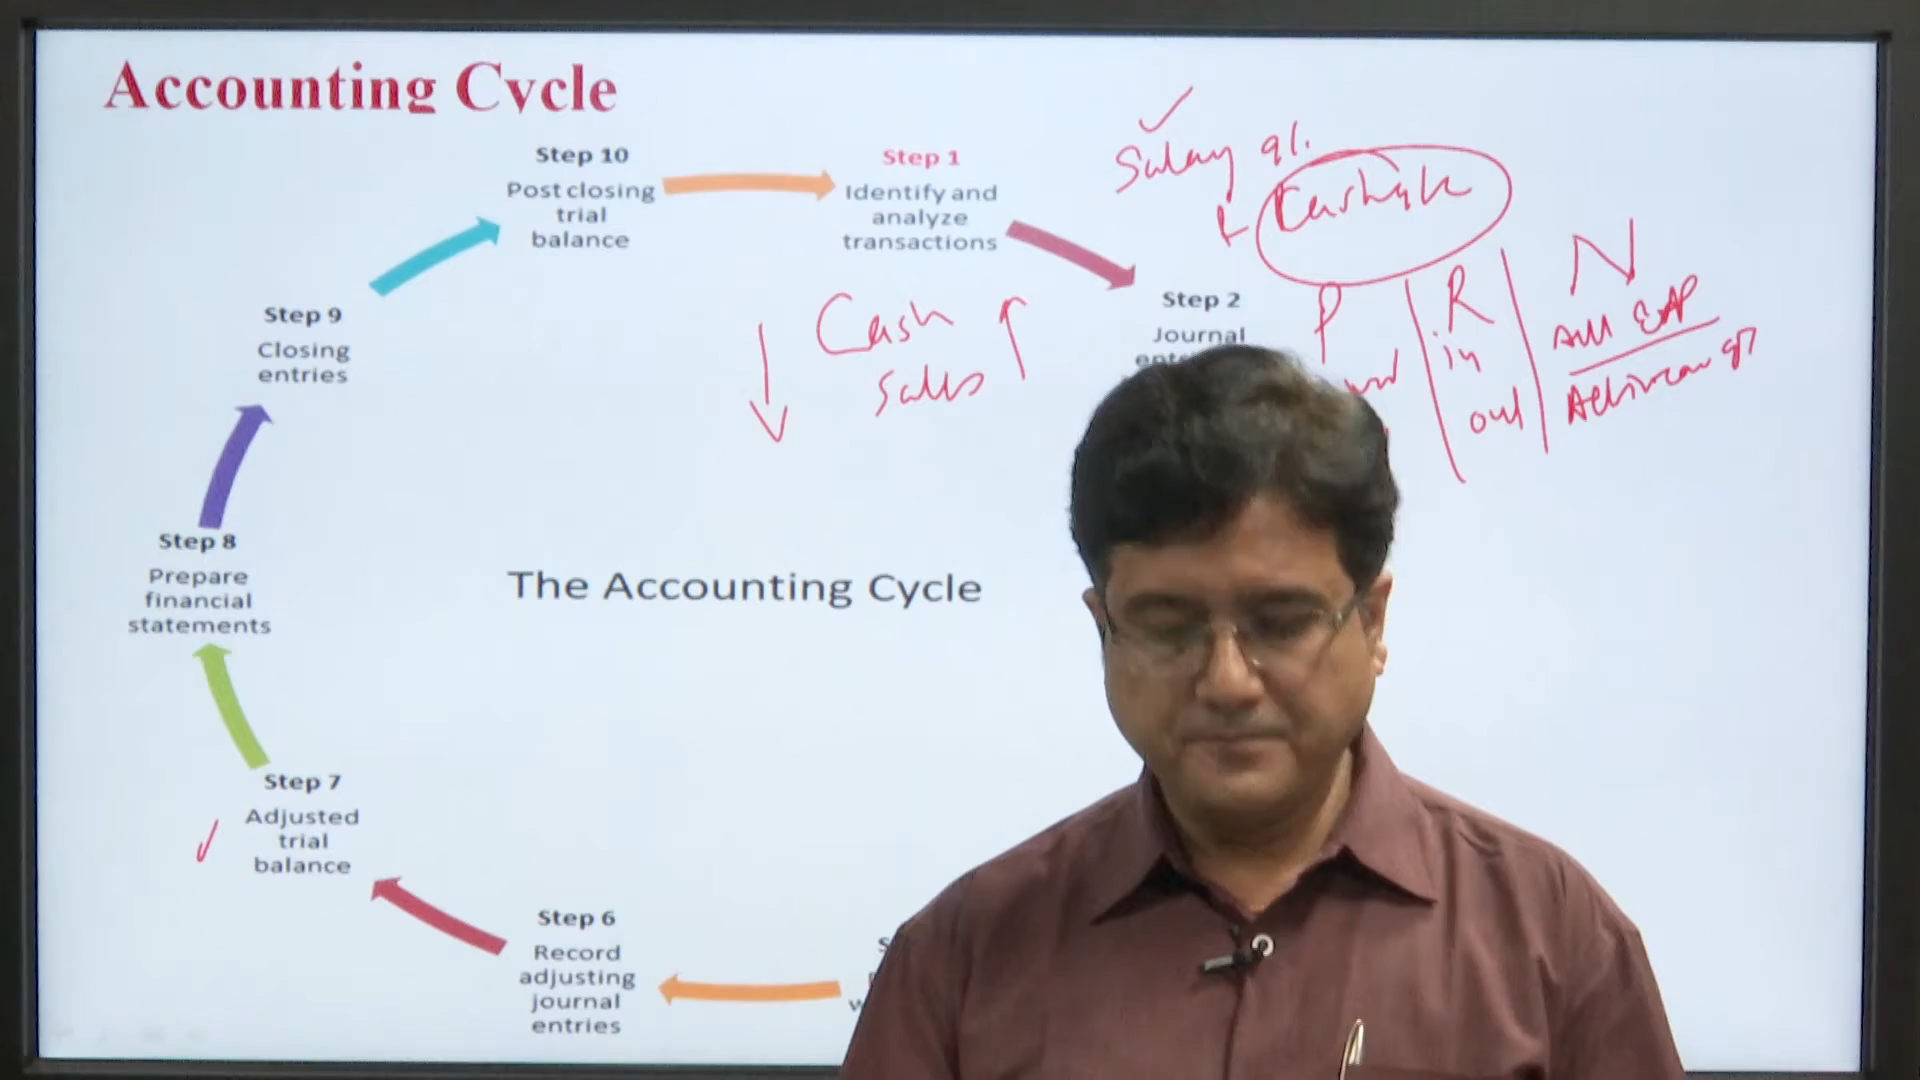 Accounting Cycle
Step 10
Post closing
trial
balance
Step 1
Identify and
analyze
transactions
Step 2
Journal
Step 9
Closing
entries
Step 8
Prepare
financial
statements
Step 7
Adjusted
trial
balance
Step 6
Record
adjusting
journal
entries
The Accounting Cycle
Cash
Sales
Salary
P
R
in
out
N
All